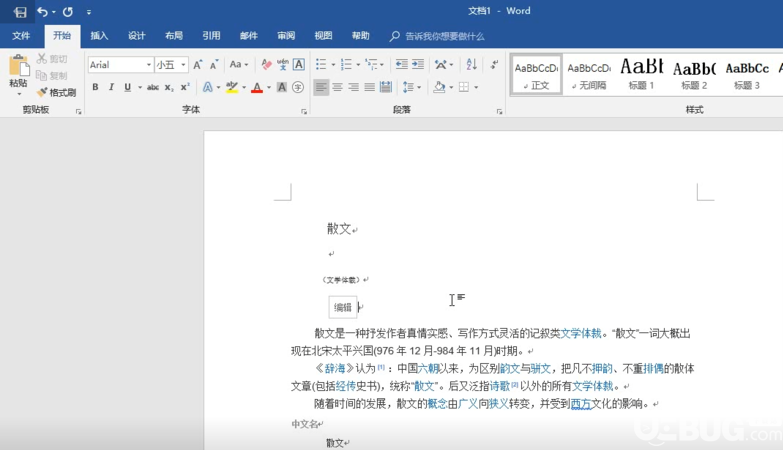 文档1 - Word
文件 开始 插入 设计 布局 引用 邮件 审阅 视图 帮助 告诉我你想要做什么
粘贴 剪切 复制 格式刷
Arial 小五 A A Aa wén A
B I U abc x₂ x² A aby A A 字
AaBbCcDc AaBbCcDc AaBb AaBb( AaBbCc
正文 无间隔 标题 1 标题 2 标题 3
剪贴板 字体 段落 样式
散文
(文学体裁)
编辑
散文是一种抒发作者真情实感、写作方式灵活的记叙类文学体裁。“散文”一词大概出
现在北宋太平兴国(976 年 12 月-984 年 11 月)时期。
《辞海》认为 [1] ：中国六朝以来，为区别韵文与骈文，把凡不押韵、不重排偶的散体
文章(包括经传史书)，统称“散文”。后又泛指诗歌 [2] 以外的所有文学体裁。
随着时间的发展，散文的概念由广义向狭义转变，并受到西方文化的影响。
中文名
散文